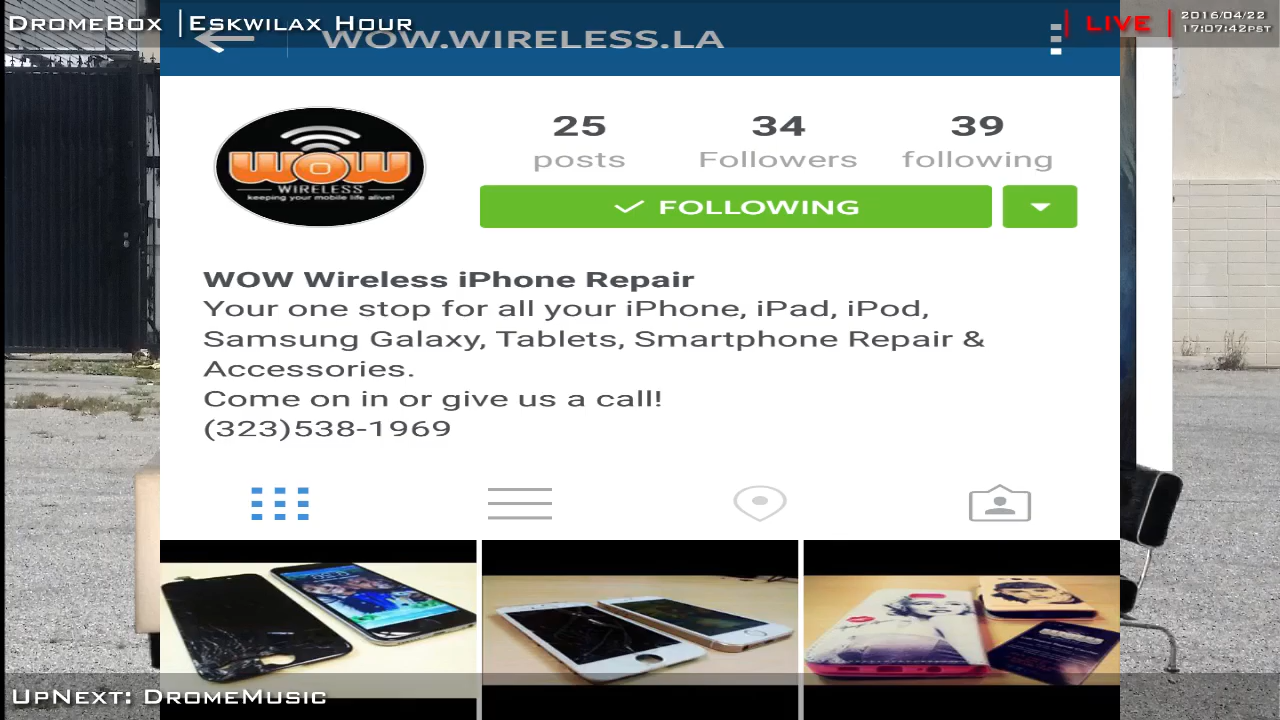 DromeBox | Eskwilax Hour
WOW.WIRELESS.LA
| LIVE |
2016/04/22
17:07:42PST
25
34
39
posts
Followers
following
WOW
WIRELESS
keeping your mobile life alive!
FOLLOWING
WOW Wireless iPhone Repair
Your one stop for all your iPhone, iPad, iPod,
Samsung Galaxy, Tablets, Smartphone Repair &
Accessories.
Come on in or give us a call!
(323)538-1969
UpNext: DromeMusic